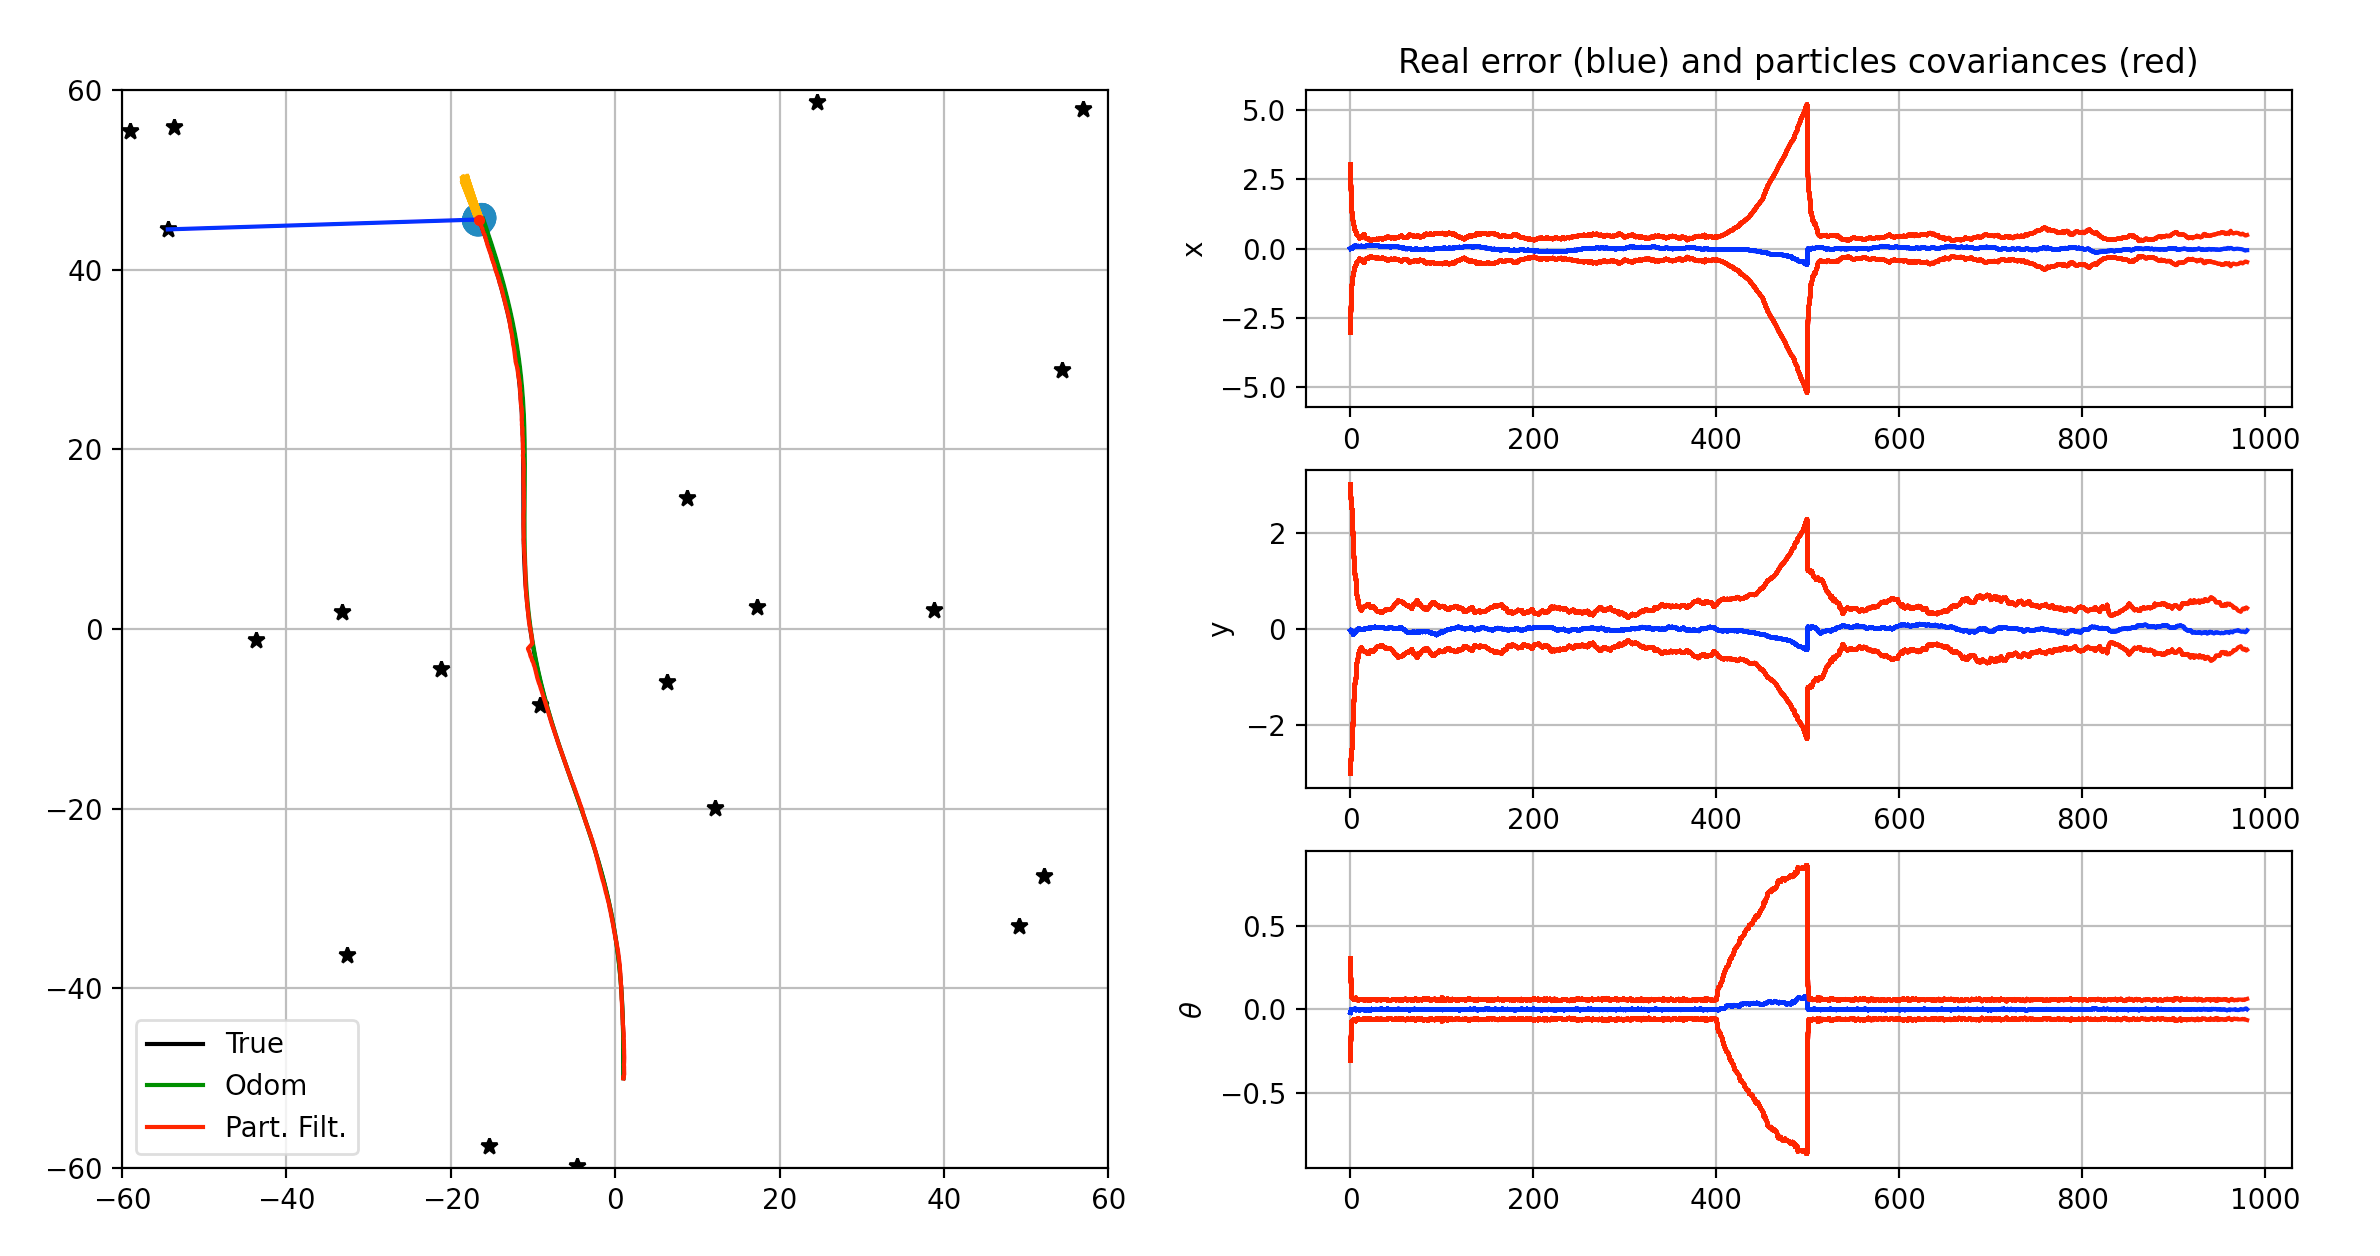 60
40
20
0
−20
−40
−60
−60 −40 −20 0 20 40 60
True
Odom
Part. Filt.
Real error (blue) and particles covariances (red)
x
5.0
2.5
0.0
−2.5
−5.0
0 200 400 600 800 1000
y
2
0
−2
0 200 400 600 800 1000
θ
0.5
0.0
−0.5
0 200 400 600 800 1000